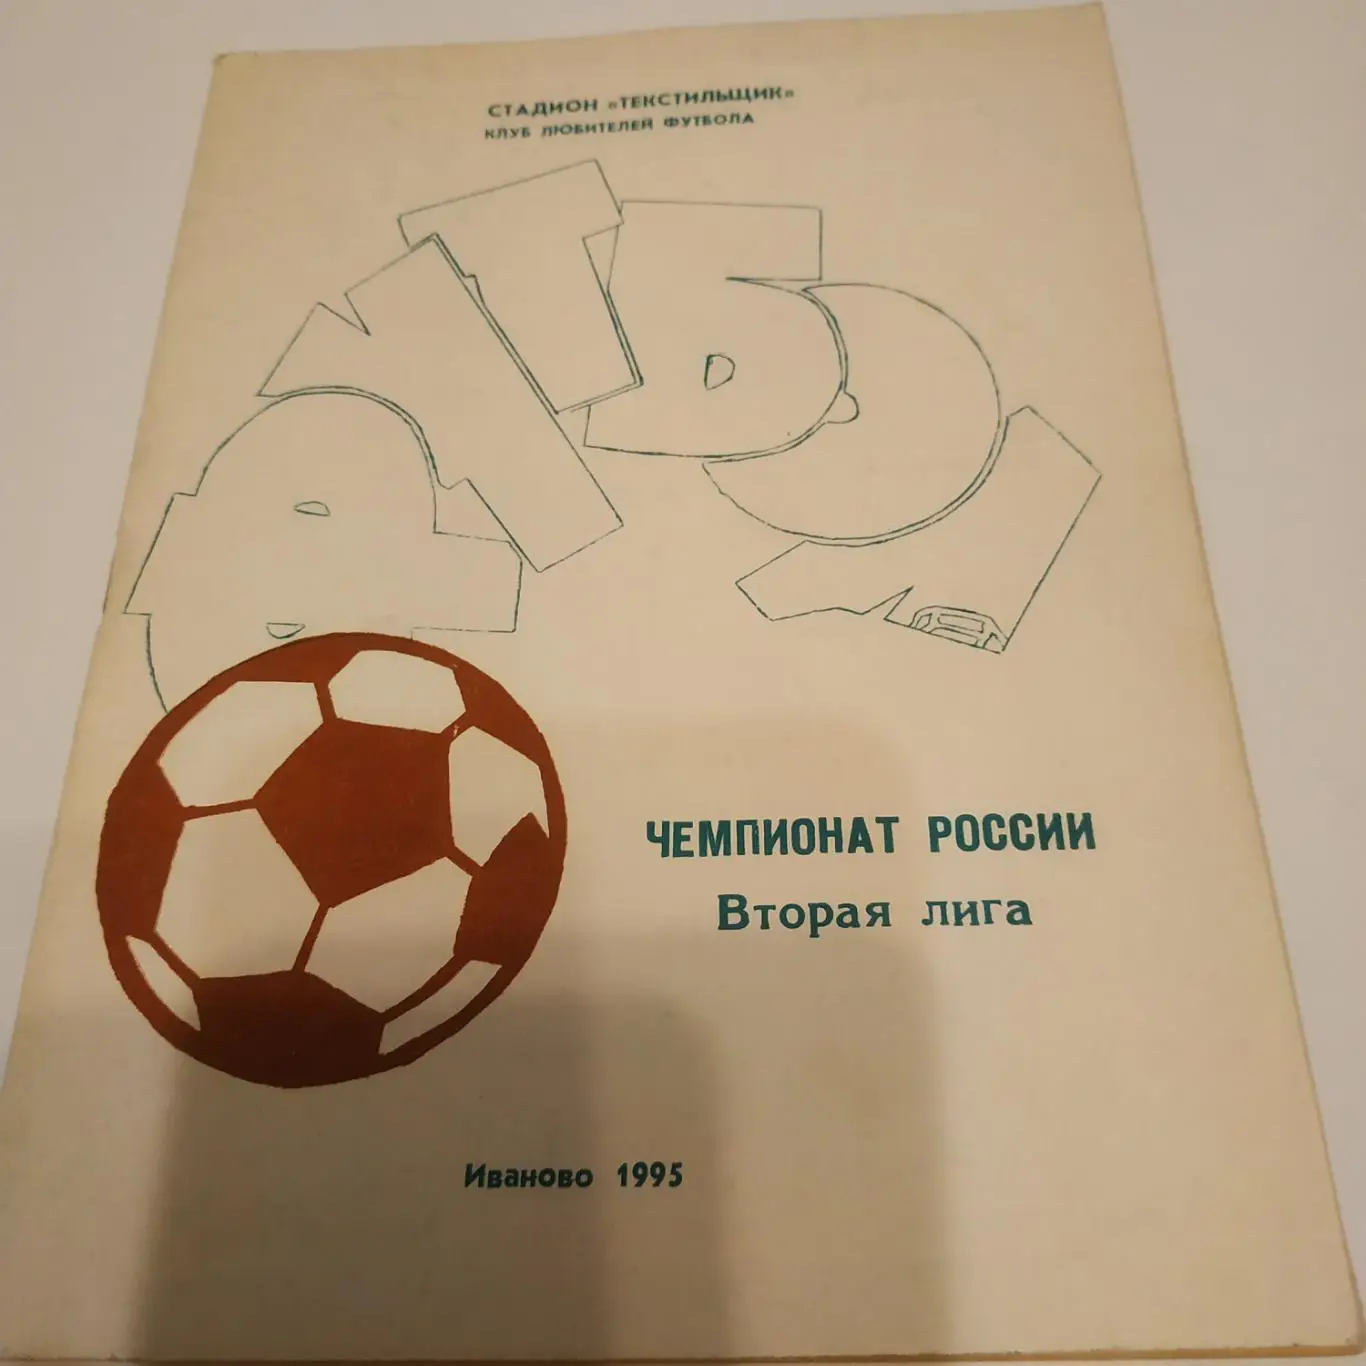 СТАДИОН «ТЕКСТИЛЬЩИК»
КЛУБ ЛЮБИТЕЛЕЙ ФУТБОЛА
ФУТБОЛ
ЧЕМПИОНАТ РОССИИ
Вторая лига
Иваново 1995